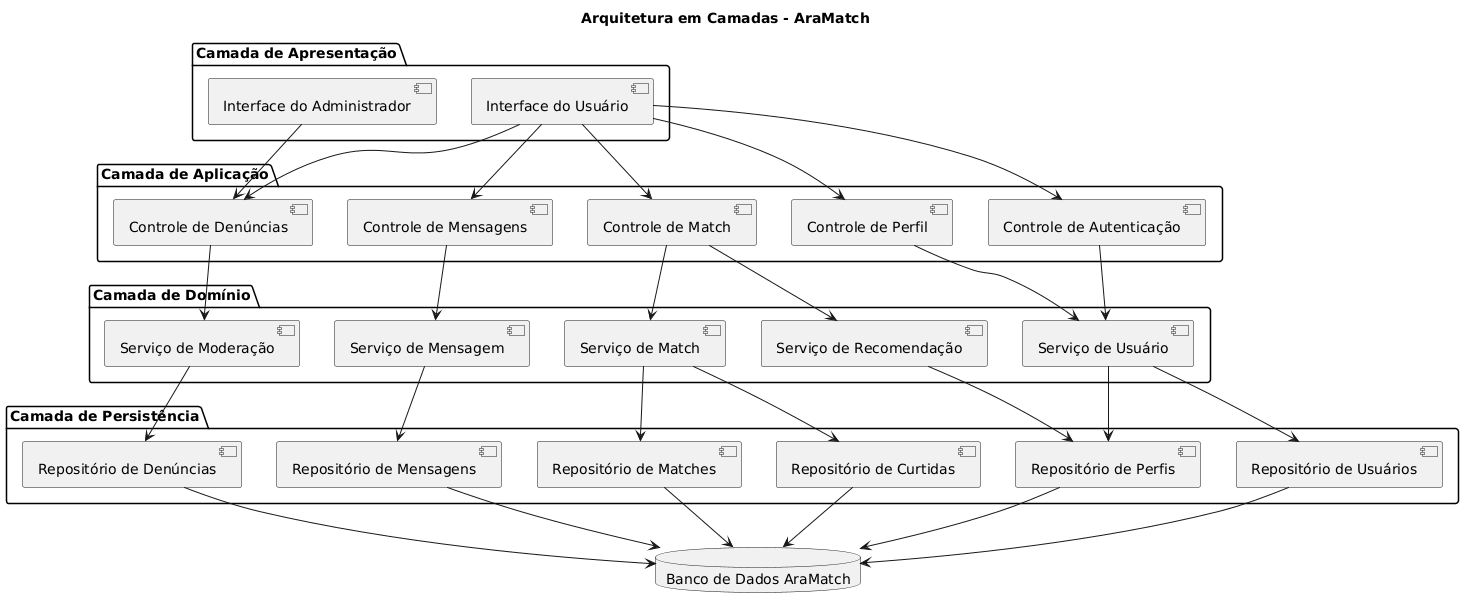 Arquitetura em Camadas - AraMatch
Camada de Apresentação
Interface do Administrador
Interface do Usuário
Camada de Aplicação
Controle de Denúncias
Controle de Mensagens
Controle de Match
Controle de Perfil
Controle de Autenticação
Camada de Domínio
Serviço de Moderação
Serviço de Mensagem
Serviço de Match
Serviço de Recomendação
Serviço de Usuário
Camada de Persistência
Repositório de Denúncias
Repositório de Mensagens
Repositório de Matches
Repositório de Curtidas
Repositório de Perfis
Repositório de Usuários
Banco de Dados AraMatch